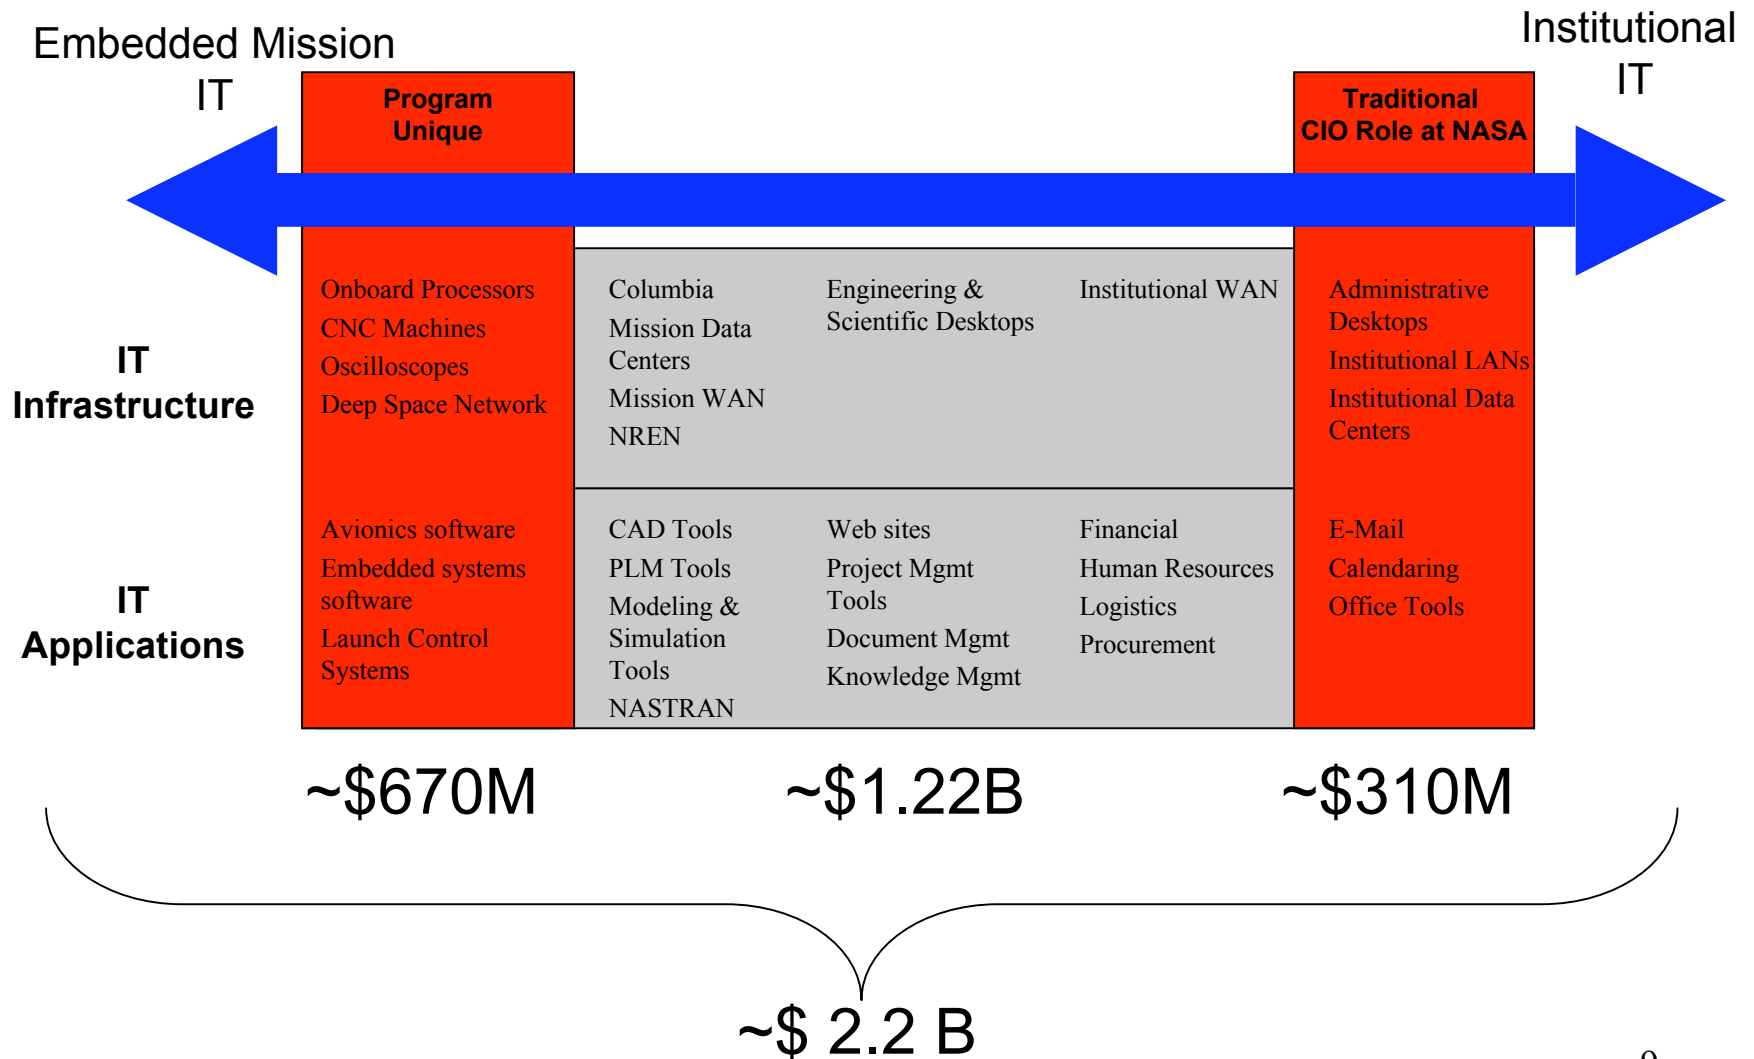 Embedded Mission
IT
Institutional
IT
Program
Unique
Traditional
CIO Role at NASA
IT
Infrastructure
Onboard Processors
CNC Machines
Oscilloscopes
Deep Space Network
Columbia
Mission Data
Centers
Mission WAN
NREN
Engineering &
Scientific Desktops
Institutional WAN
Administrative
Desktops
Institutional LANs
Institutional Data
Centers
IT
Applications
Avionics software
Embedded systems
software
Launch Control
Systems
CAD Tools
PLM Tools
Modeling &
Simulation
Tools
NASTRAN
Web sites
Project Mgmt
Tools
Document Mgmt
Knowledge Mgmt
Financial
Human Resources
Logistics
Procurement
E-Mail
Calendaring
Office Tools
~$670M
~$1.22B
~$310M
~$ 2.2 B